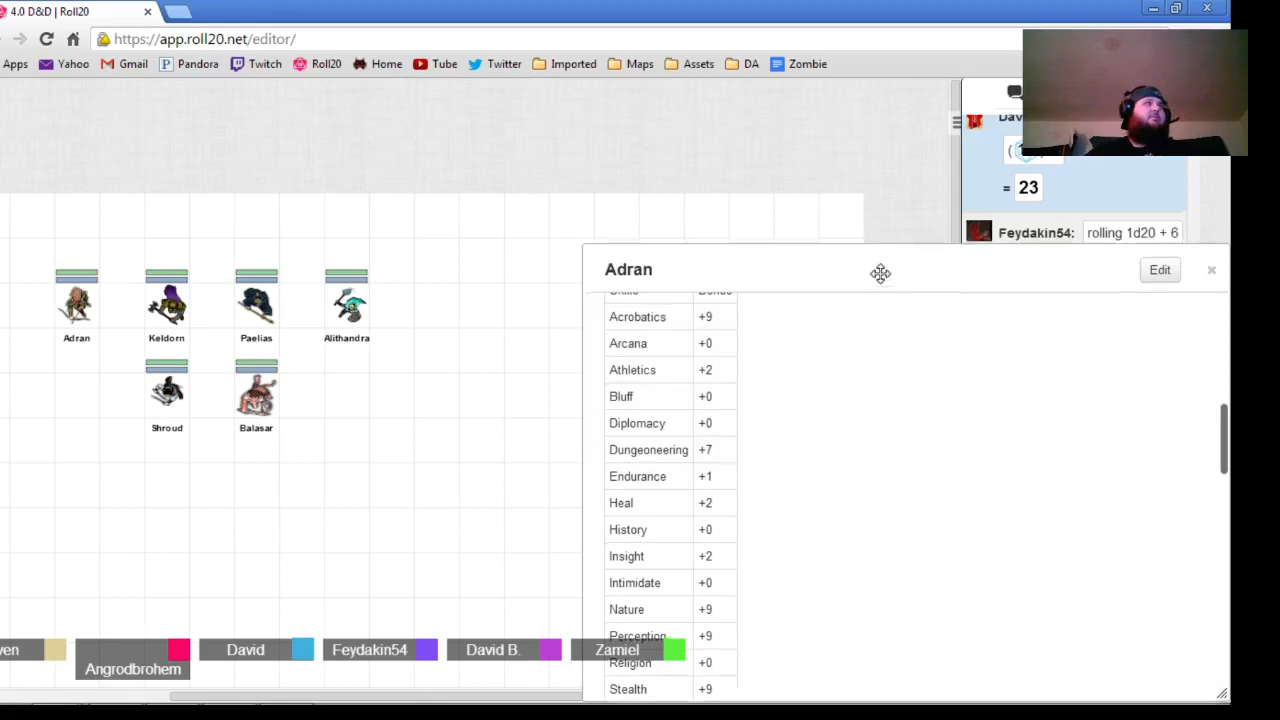 4.0 D&D | Roll20
https://app.roll20.net/editor/
Apps Yahoo Gmail Pandora Twitch Roll20 Home Tube Twitter Imported Maps Assets DA Zombie
= 23
Feydakin54: rolling 1d20 + 6
Adran Edit
Acrobatics +9
Arcana +0
Athletics +2
Bluff +0
Diplomacy +0
Dungeoneering +7
Endurance +1
Heal +2
History +0
Insight +2
Intimidate +0
Nature +9
Perception +9
Religion +0
Stealth +9
Adran Keldorn Paelias Alithandra
Shroud Balasar
Angrodbrohem David Feydakin54 David B. Zamiel